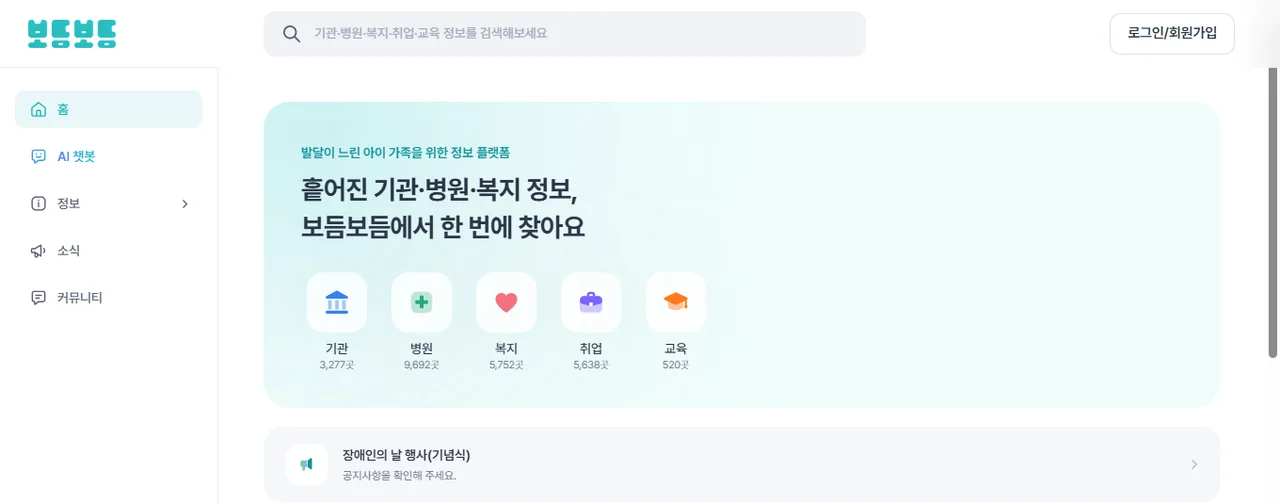 보듬보듬
기관·병원·복지·취업·교육 정보를 검색해보세요
로그인/회원가입
홈
AI 챗봇
정보
소식
커뮤니티
발달이 느린 아이 가족을 위한 정보 플랫폼
흩어진 기관·병원·복지 정보,
보듬보듬에서 한 번에 찾아요
기관 병원 복지 취업 교육
3,277곳 9,692곳 5,752곳 5,638곳 520곳
장애인의 날 행사(기념식)
공지사항을 확인해 주세요.